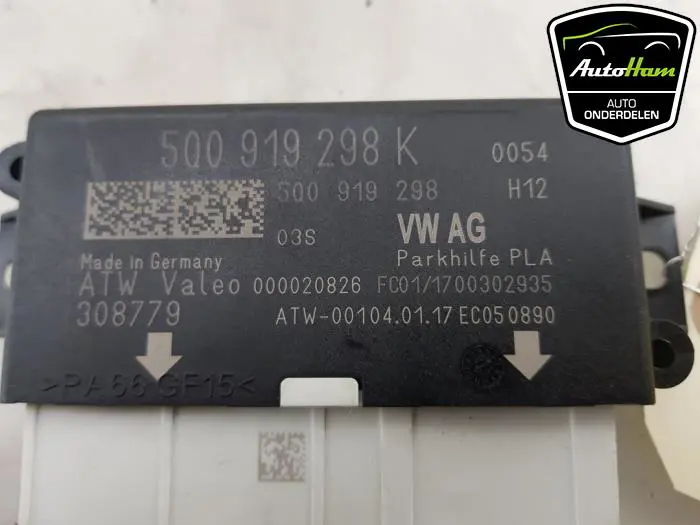 AutoHam
AUTO
ONDERDELEN
5Q0 919 298 K
0054
5Q0 919 298
H12
03S
VW AG
Made in Germany
Parkhilfe PLA
ATW Valeo 000020826 FC01/1700302935
308779
ATW-00104.01.17 EC050890
>PA66 GF15<